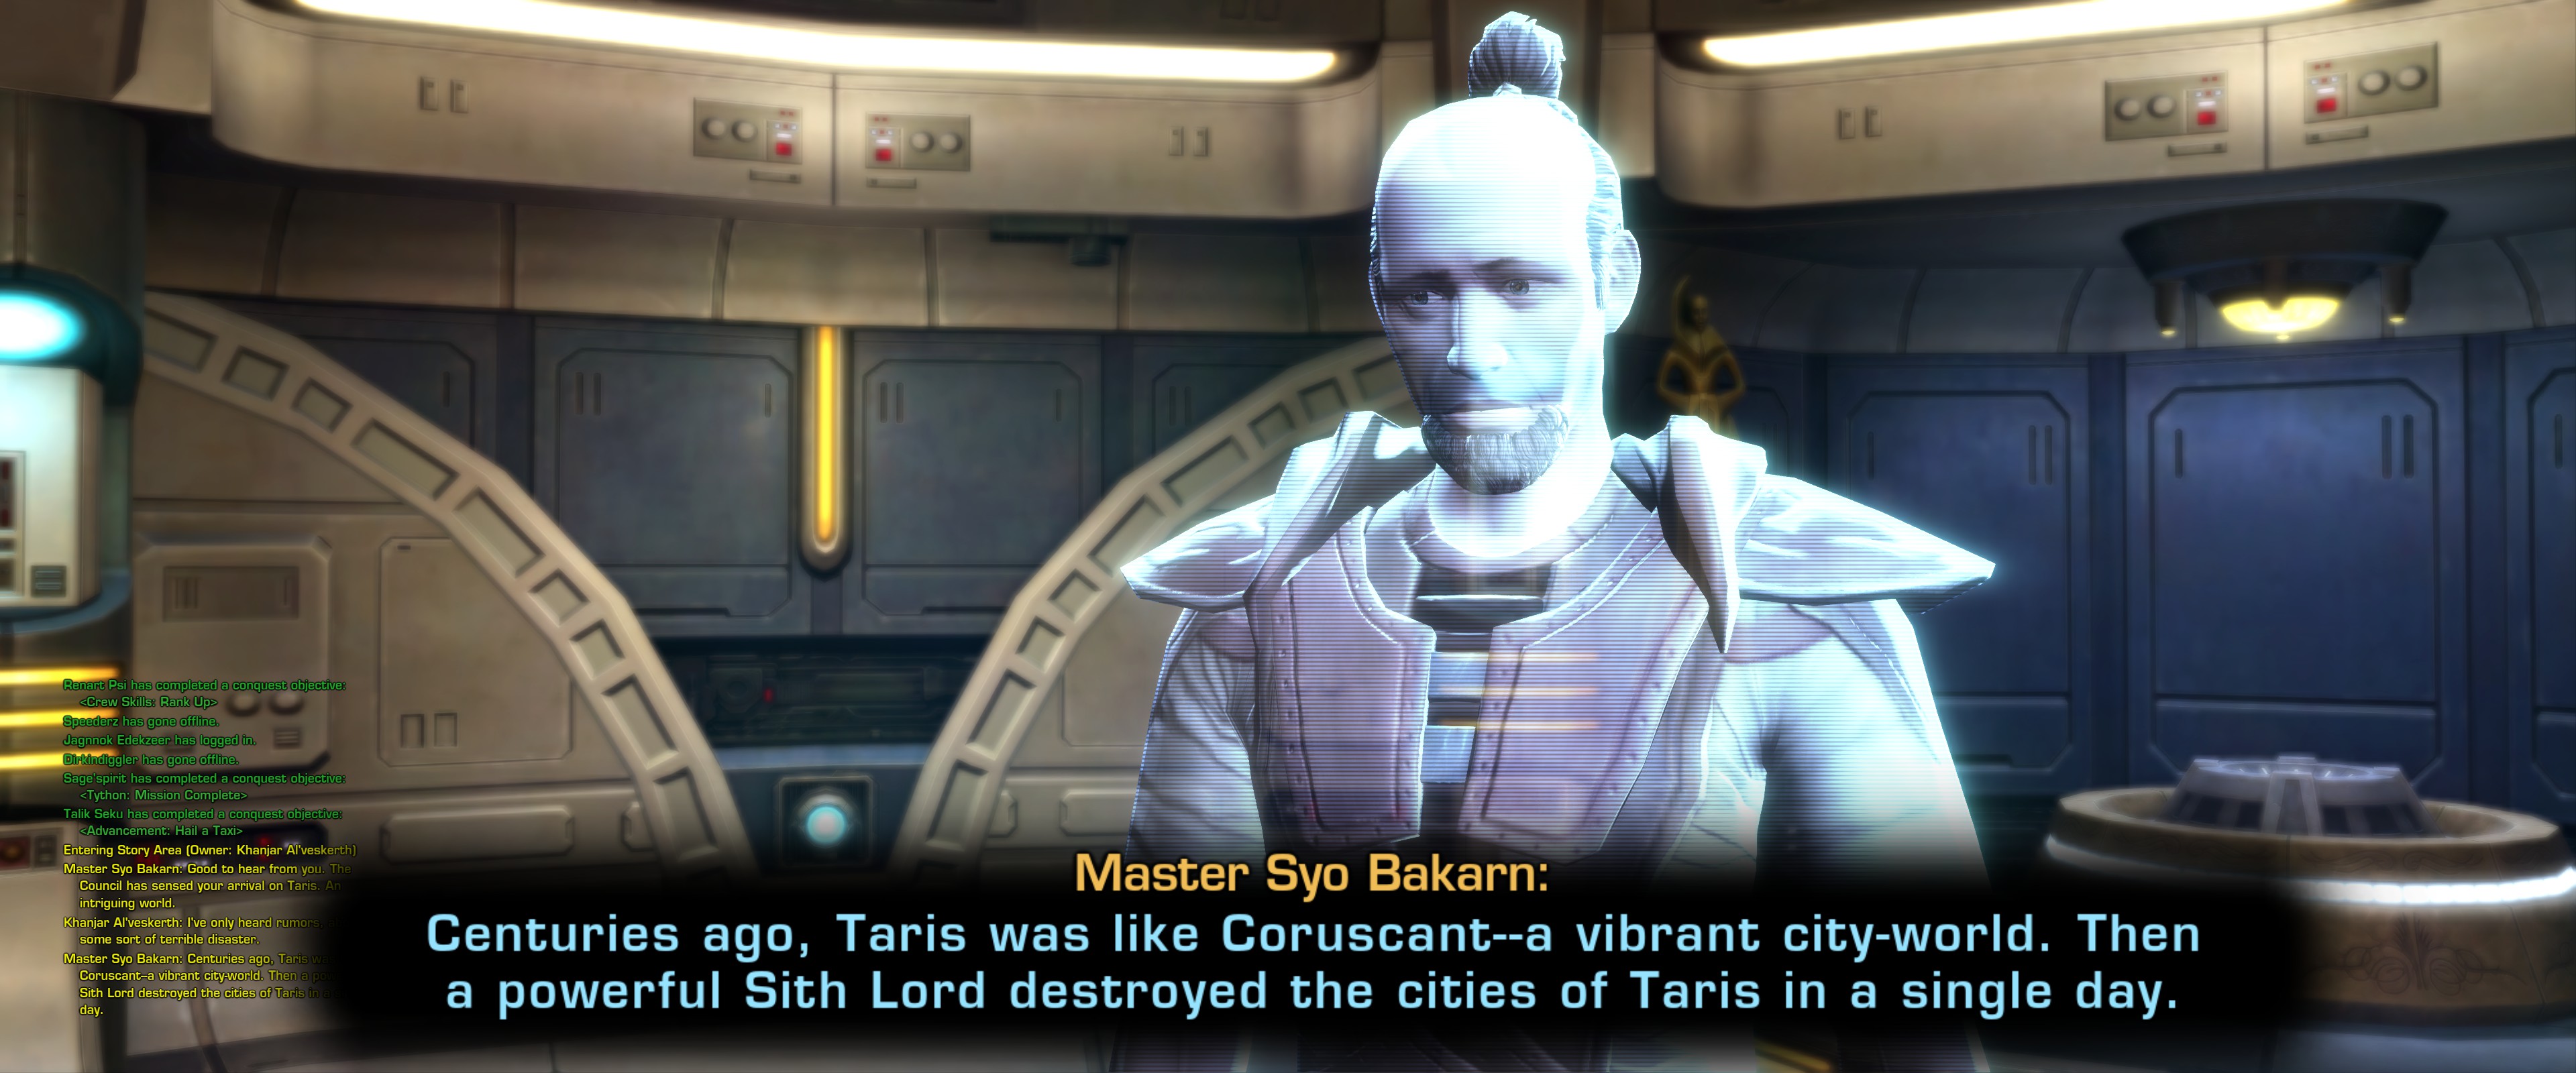 Renart Psi has completed a conquest objective:
<Crew Skills: Rank Up>
Speederz has gone offline.
Jagnnok Edekzeer has logged in.
Dirkindiggler has gone offline.
Sage'spirit has completed a conquest objective:
<Tython: Mission Complete>
Talik Seku has completed a conquest objective:
<Advancement: Hail a Taxi>
Entering Story Area (Owner: Khanjar Al'veskerth)
Master Syo Bakarn: Good to hear from you. The
Council has sensed your arrival on Taris. An
intriguing world.
Khanjar Al'veskerth: I've only heard rumors,
some sort of terrible disaster.
Master Syo Bakarn: Centuries ago, Taris was
Coruscant--a vibrant city-world. Then a pow
Sith Lord destroyed the cities of Taris in
day.
Master Syo Bakarn:
Centuries ago, Taris was like Coruscant--a vibrant city-world. Then
a powerful Sith Lord destroyed the cities of Taris in a single day.